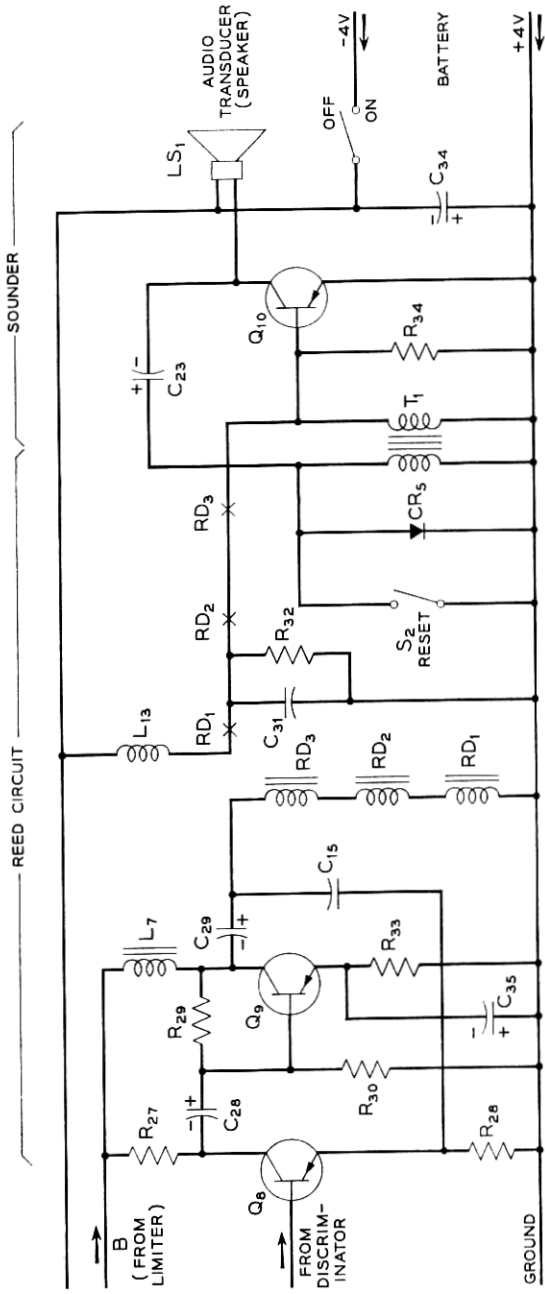 REED CIRCUIT
SOUNDER
B
(FROM
LIMITER)
FROM
DISCRIM-
INATOR
GROUND
R27
C28
Q8
R28
R29
R30
L7
C29
Q9
C35
R33
C15
RD3
RD2
RD1
L13
RD1
C31
R32
RD2
RD3
S2
RESET
CR5
T1
C23
Q10
R34
LS1
AUDIO
TRANSDUCER
(SPEAKER)
OFF
ON
C34
-4V
BATTERY
+4V